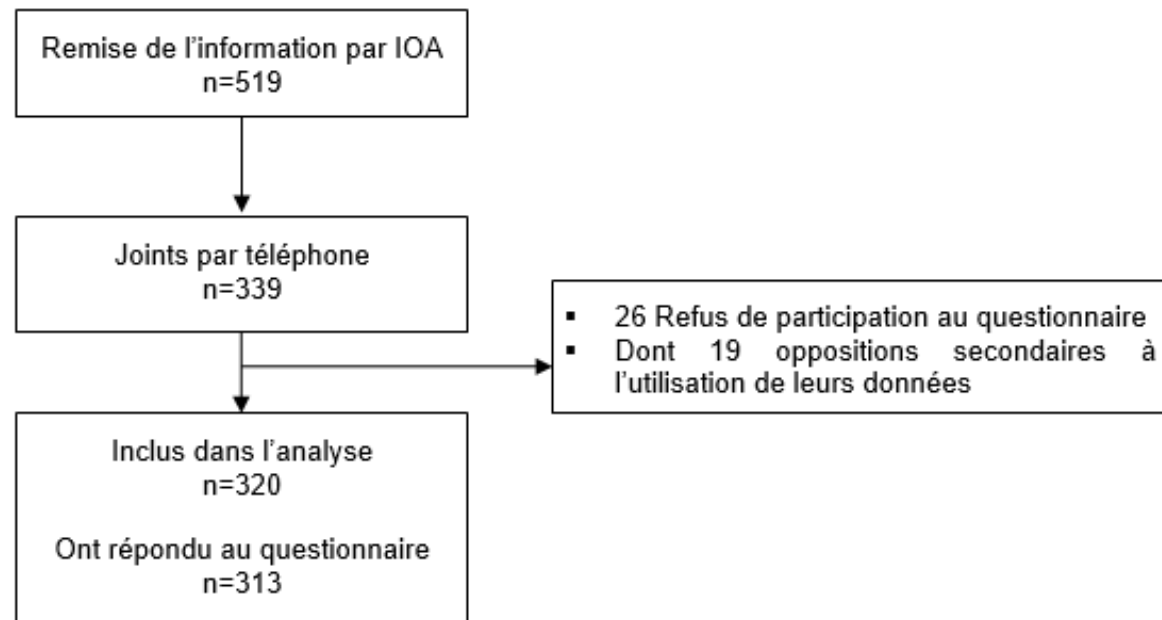 Remise de l'information par IOA
n=519
Joints par téléphone
n=339
▪ 26 Refus de participation au questionnaire
▪ Dont 19 oppositions secondaires à
l'utilisation de leurs données
Inclus dans l'analyse
n=320
Ont répondu au questionnaire
n=313